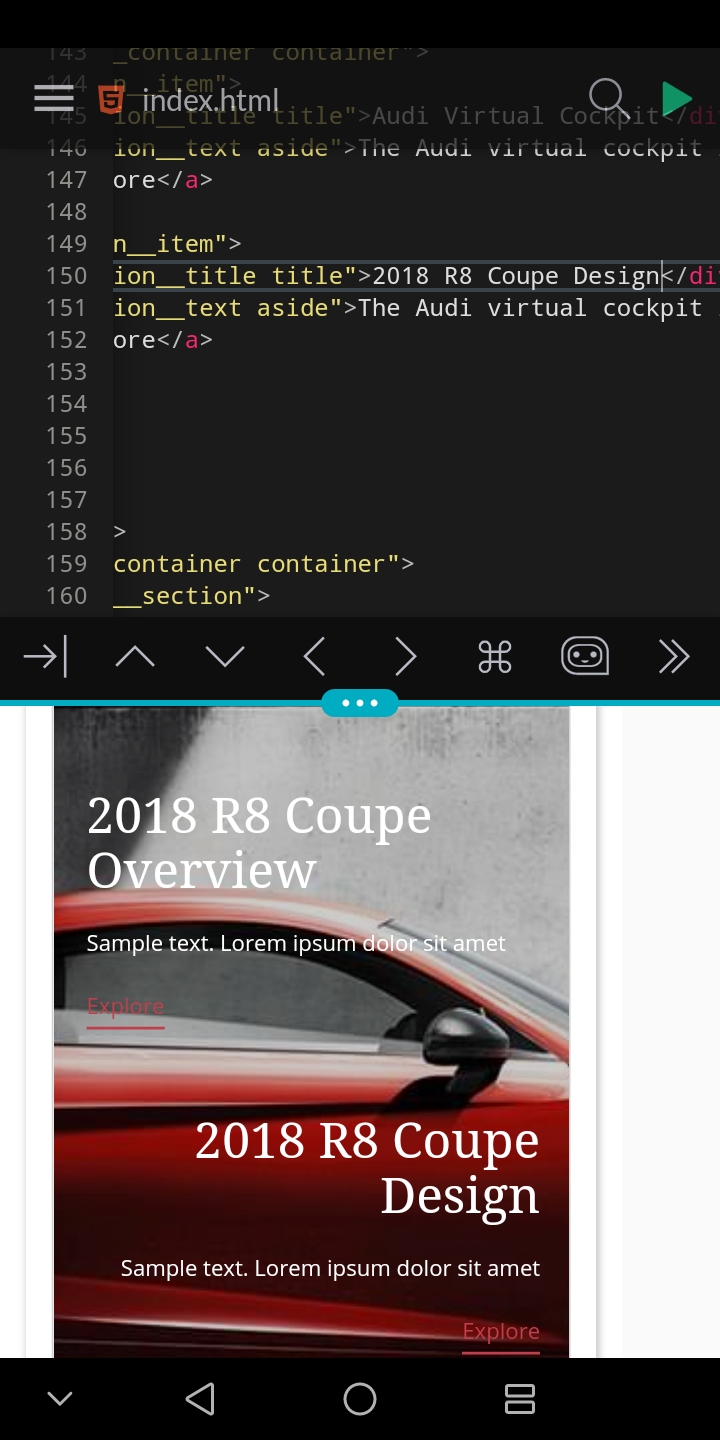 143 _container container">
144 n__item">
index.html
145 ion__title title">Audi Virtual Cockpit</di
146 ion__text aside">The Audi virtual cockpit
147 ore</a>
148
149 n__item">
150 ion__title title">2018 R8 Coupe Design</di
151 ion__text aside">The Audi virtual cockpit
152 ore</a>
153
154
155
156
157
158 >
159 container container">
160 __section">
2018 R8 Coupe
Overview
Sample text. Lorem ipsum dolor sit amet
Explore
2018 R8 Coupe
Design
Sample text. Lorem ipsum dolor sit amet
Explore